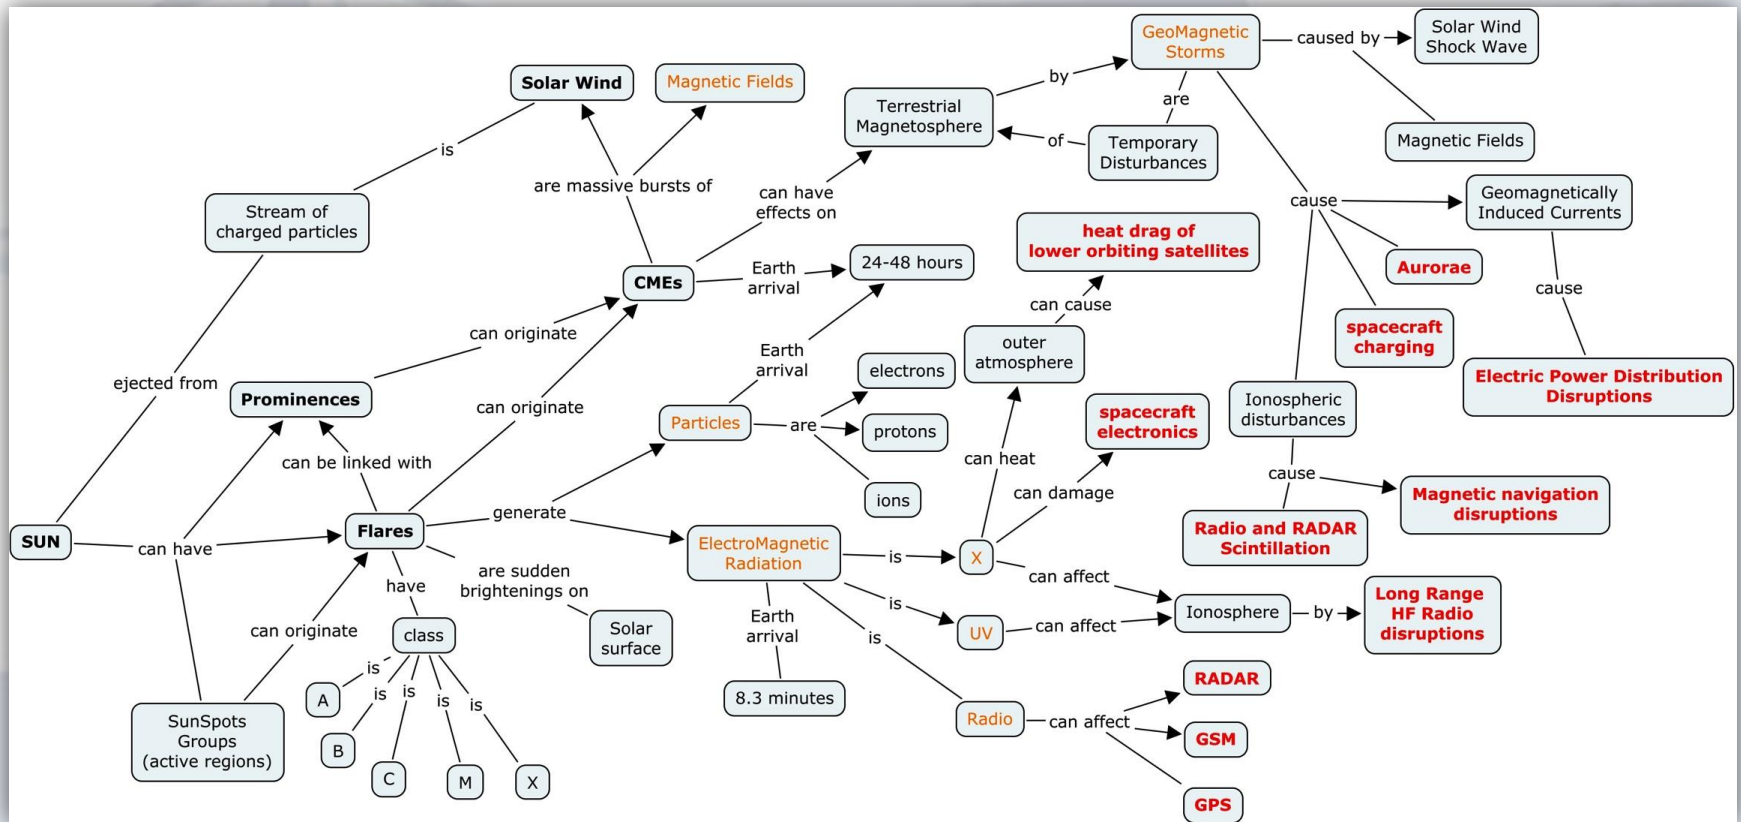 GeoMagnetic
Storms
caused by
Solar Wind
Shock Wave
Solar Wind
Magnetic Fields
by
are
Terrestrial
Magnetosphere
of
Temporary
Disturbances
Magnetic Fields
is
are massive bursts of
can have
effects on
cause
Geomagnetically
Induced Currents
Stream of
charged particles
heat drag of
lower orbiting satellites
Aurorae
CMEs
Earth
arrival
24-48 hours
can cause
cause
can originate
spacecraft
charging
outer
atmosphere
Earth
arrival
electrons
ejected from
Prominences
can originate
Electric Power Distribution
Disruptions
Ionospheric
disturbances
Particles
are
protons
spacecraft
electronics
can be linked with
can heat
can damage
cause
ions
Magnetic navigation
disruptions
generate
SUN
can have
Flares
Radio and RADAR
Scintillation
ElectroMagnetic
Radiation
is
X
can affect
are sudden
brightenings on
have
is
Earth
arrival
Ionosphere
by
Long Range
HF Radio
disruptions
can originate
class
Solar
surface
UV
can affect
is
is
is
is
is
is
A
B
C
M
X
8.3 minutes
RADAR
Radio
can affect
GSM
GPS
SunSpots
Groups
(active regions)